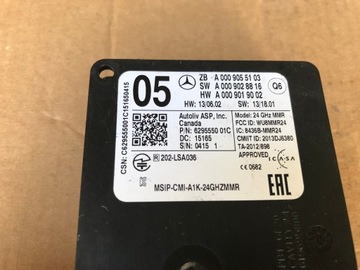 05
ZB A 000 905 51 03
SW A 000 902 88 16
HW A 000 901 90 02
Q6
HW: 13/06.02
SW: 13/18.01
Autoliv ASP, Inc.
Canada
P/N: 6295550 01C
D/C: 15165
S/N: 0415 1
Model: 24 GHz MMR
FCC ID: WU8MMR24
IC: 8436B-MMR24
CMIIT ID: 2013DJ6380
TA-2012/898
APPROVED
ICASA
CE 0682
CSN: C629555001C151650415
R 202-LSA036
MSIP-CMI-A1K-24GHZMMR
EAC